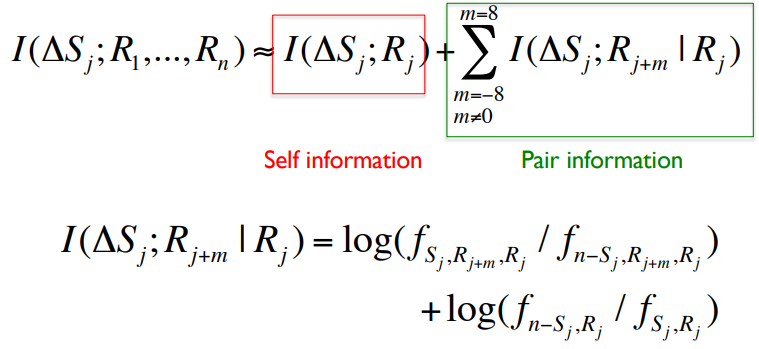 m=8
I(ΔS_j; R_1,..., R_n) ≈ I(ΔS_j; R_j) + ∑ I(ΔS_j; R_{j+m} | R_j)
m=−8
m≠0
Self information Pair information
I(ΔS_j; R_{j+m} | R_j) = log(f_{S_j, R_{j+m}, R_j} / f_{n−S_j, R_{j+m}, R_j})
+ log(f_{n−S_j, R_j} / f_{S_j, R_j})